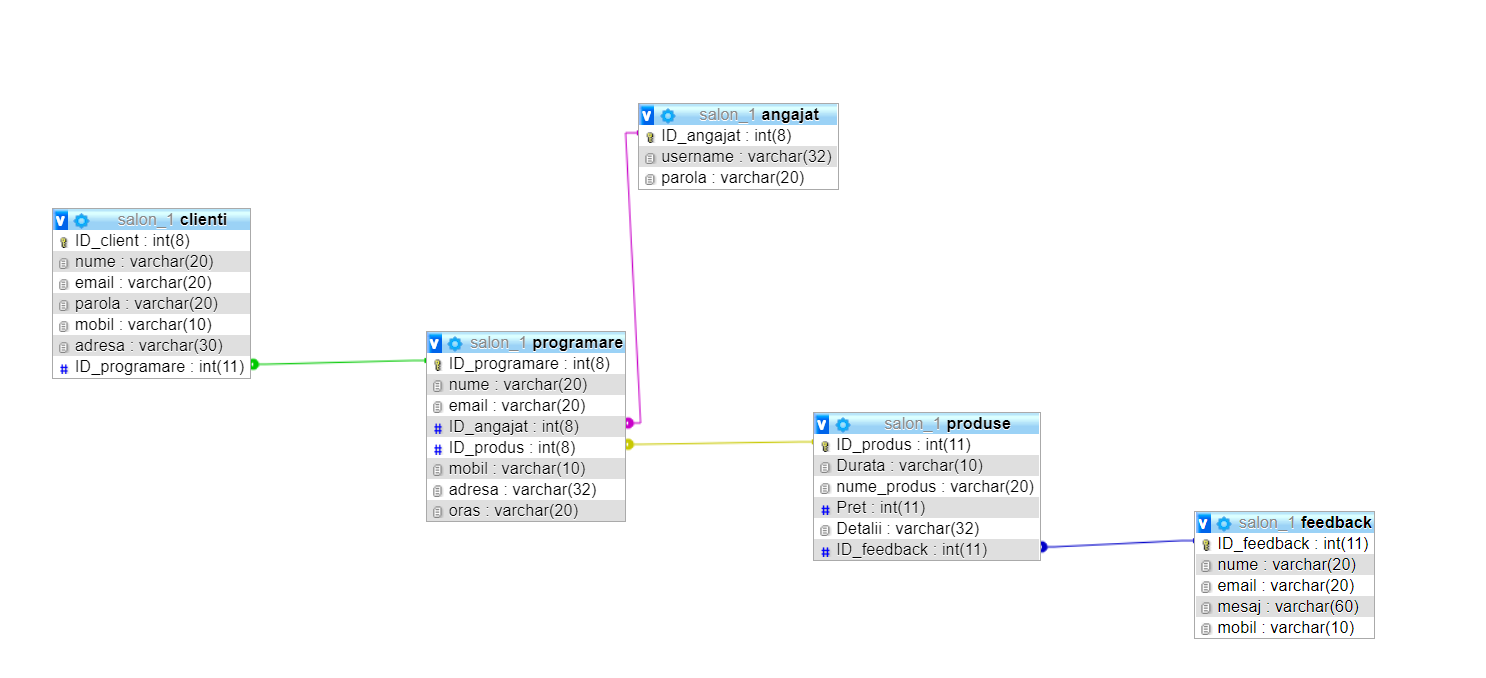 salon_1 angajat
ID_angajat : int(8)
username : varchar(32)
parola : varchar(20)
salon_1 clienti
ID_client : int(8)
nume : varchar(20)
email : varchar(20)
parola : varchar(20)
mobil : varchar(10)
adresa : varchar(30)
ID_programare : int(11)
salon_1 programare
ID_programare : int(8)
nume : varchar(20)
email : varchar(20)
ID_angajat : int(8)
ID_produs : int(8)
mobil : varchar(10)
adresa : varchar(32)
oras : varchar(20)
salon_1 produse
ID_produs : int(11)
Durata : varchar(10)
nume_produs : varchar(20)
Pret : int(11)
Detalii : varchar(32)
ID_feedback : int(11)
salon_1 feedback
ID_feedback : int(11)
nume : varchar(20)
email : varchar(20)
mesaj : varchar(60)
mobil : varchar(10)